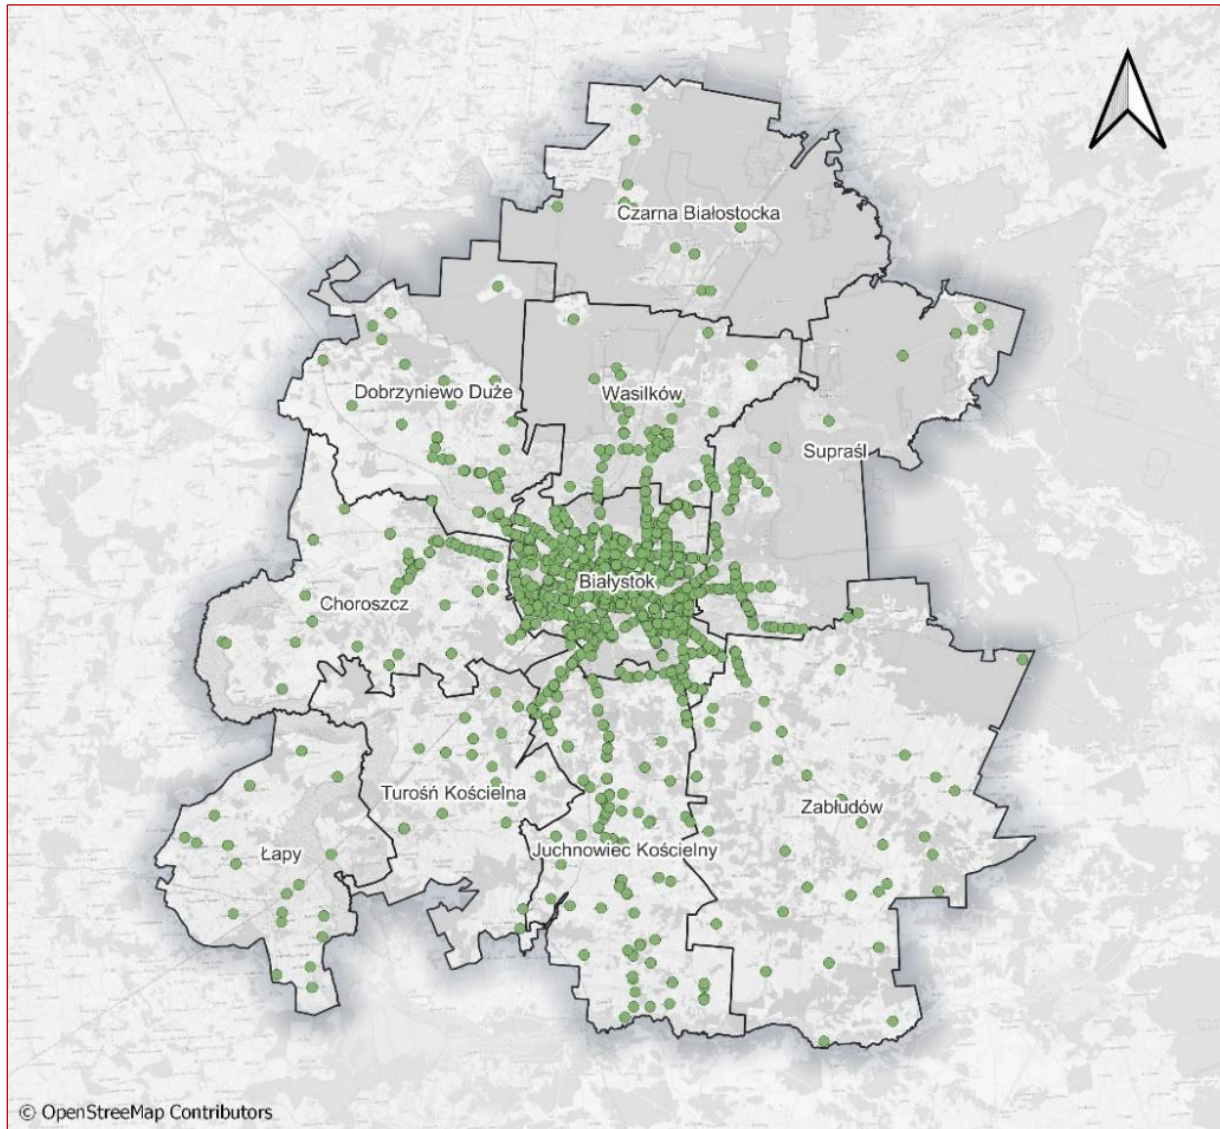 Czarna Białostocka
Dobrzyniewo Duże
Wasilków
Supraśl
Białystok
Choroszcz
Turośń Kościelna
Zabłudów
Juchnowiec Kościelny
Łapy
© OpenStreeMap Contributors